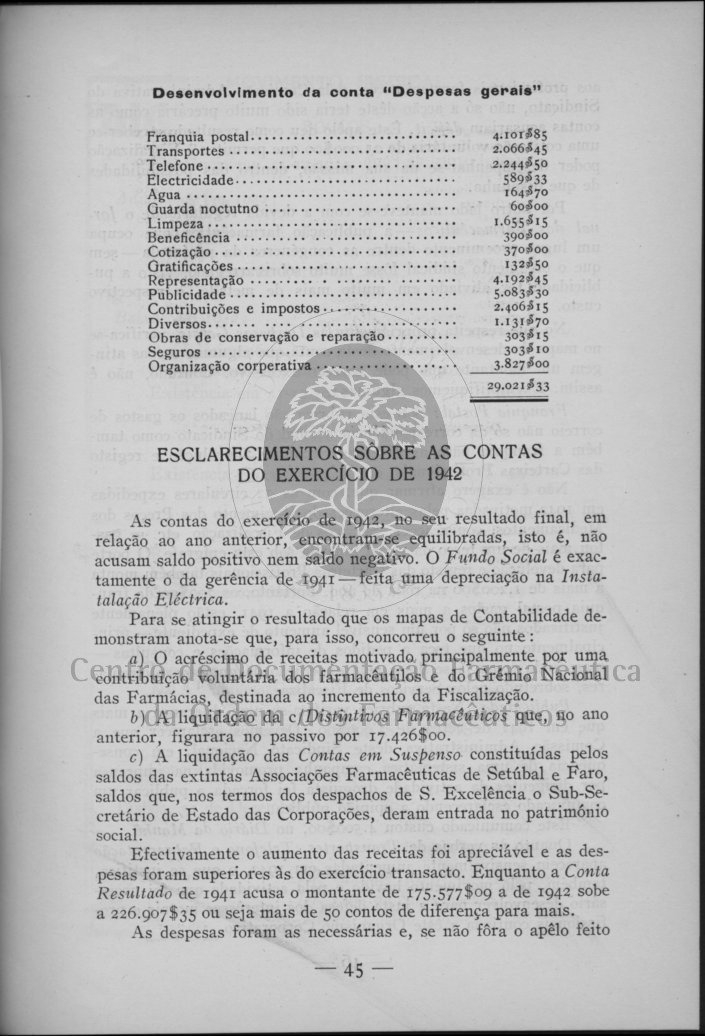 Desenvolvimento da conta “Despesas gerais”
Franquia postal 4.101$85
Transportes 2.066$45
Telefone 2.244$50
Electricidade 589$33
Agua 164$70
Guarda noctutno 60$00
Limpeza 1.655$15
Beneficência 390$00
Cotização 370$00
Gratificações 132$50
Representação 4.192$45
Publicidade 5.083$30
Contribuições e impostos 2.406$15
Diversos 1.131$70
Obras de conservação e reparação 303$15
Seguros 303$10
Organização corporativa 3.827$00
29.021$33
ESCLARECIMENTOS SÔBRE AS CONTAS
DO EXERCÍCIO DE 1942
As contas do exercício de 1942, no seu resultado final, em
relação ao ano anterior, encontram-se equilibradas, isto é, não
acusam saldo positivo nem saldo negativo. O Fundo Social é exac-
tamente o da gerência de 1941 — feita uma depreciação na Insta-
talação Eléctrica.
Para se atingir o resultado que os mapas de Contabilidade de-
monstram anota-se que, para isso, concorreu o seguinte :
a) O acréscimo de receitas motivado principalmente por uma
contribuição voluntária dos farmacêutilos e do Grémio Nacional
das Farmácias, destinada ao incremento da Fiscalização.
b) A liquidação da c/Distintivos Farmacêuticos que, no ano
anterior, figurara no passivo por 17.426$00.
c) A liquidação das Contas em Suspenso constituídas pelos
saldos das extintas Associações Farmacêuticas de Setúbal e Faro,
saldos que, nos termos dos despachos de S. Excelência o Sub-Se-
cretário de Estado das Corporações, deram entrada no património
social.
Efectivamente o aumento das receitas foi apreciável e as des-
pesas foram superiores às do exercício transacto. Enquanto a Conta
Resultado de 1941 acusa o montante de 175.577$09 a de 1942 sobe
a 226.907$35 ou seja mais de 50 contos de diferença para mais.
As despesas foram as necessárias e, se não fôra o apêlo feito
— 45 —
Centro de Documentação Farmacêutica
da Ordem dos Farmacêuticos